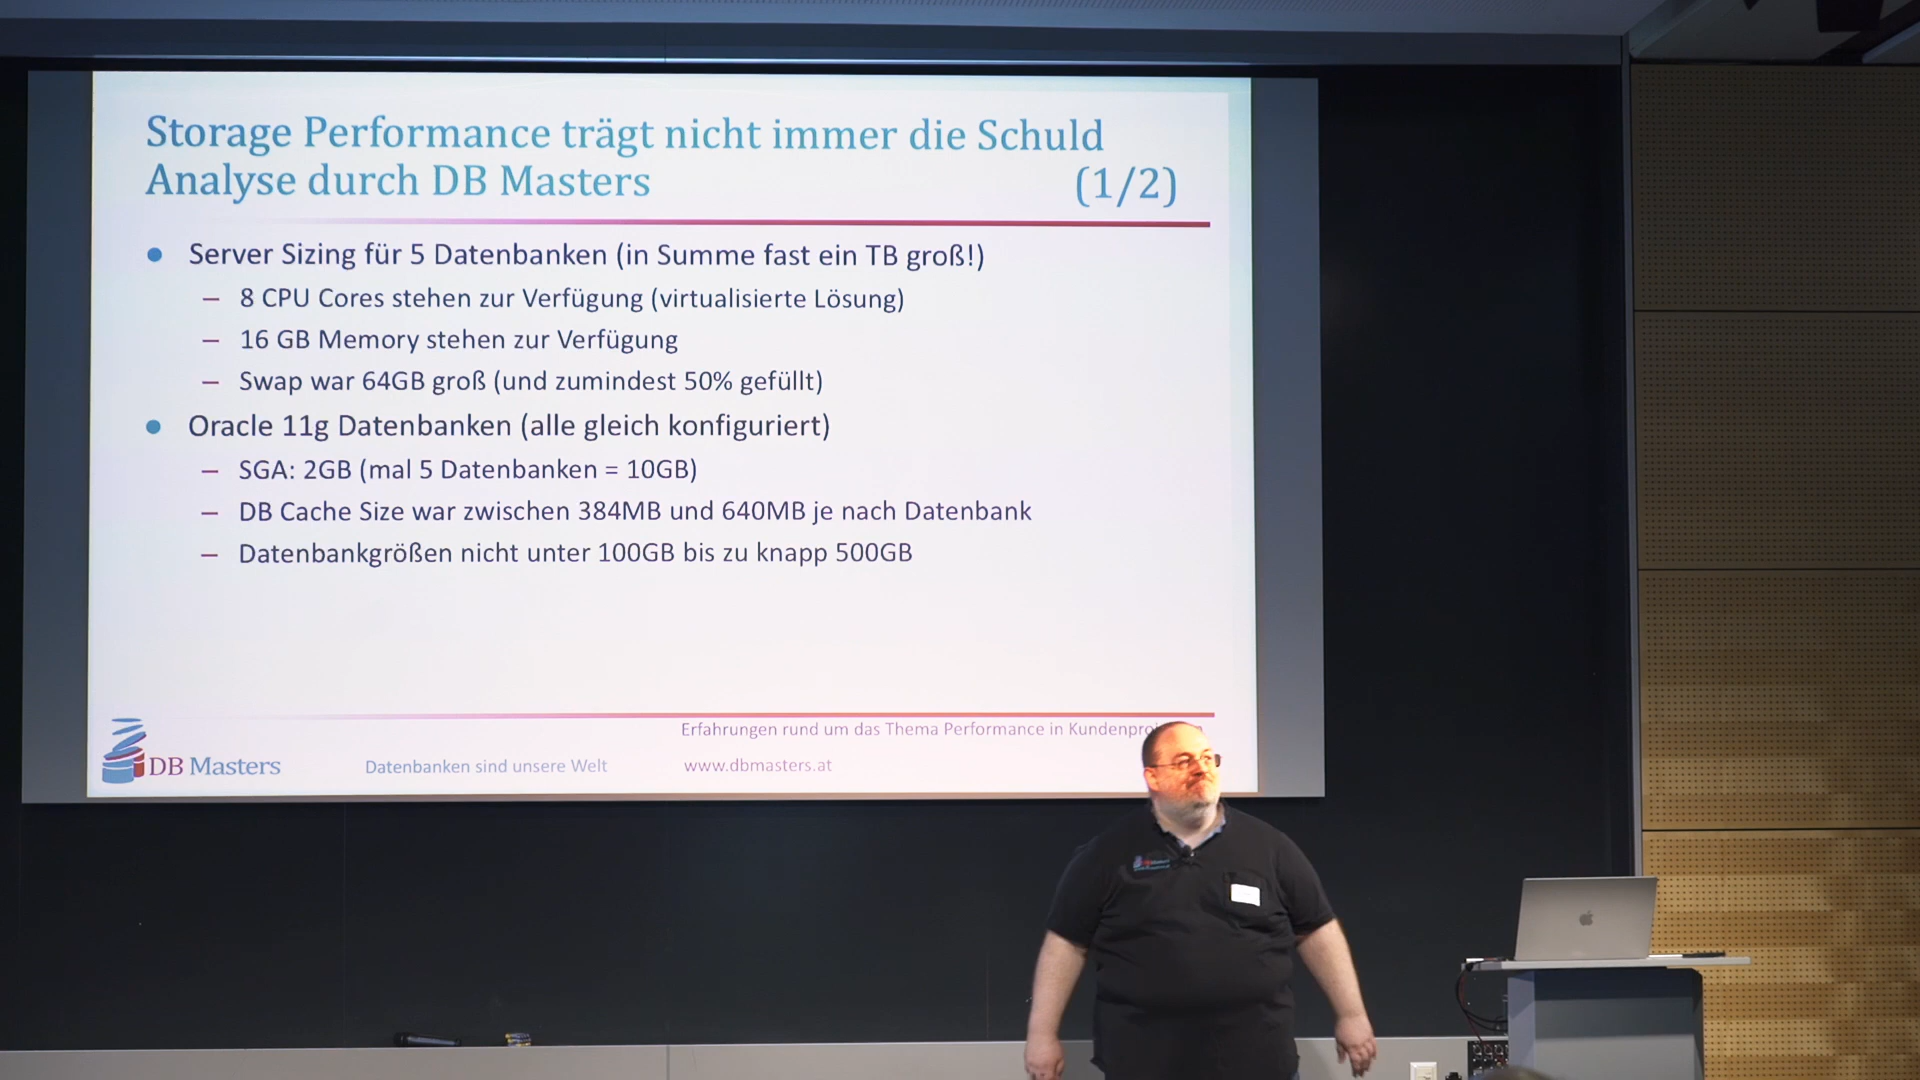 Storage Performance trägt nicht immer die Schuld
Analyse durch DB Masters (1/2)
● Server Sizing für 5 Datenbanken (in Summe fast ein TB groß!)
– 8 CPU Cores stehen zur Verfügung (virtualisierte Lösung)
– 16 GB Memory stehen zur Verfügung
– Swap war 64GB groß (und zumindest 50% gefüllt)
● Oracle 11g Datenbanken (alle gleich konfiguriert)
– SGA: 2GB (mal 5 Datenbanken = 10GB)
– DB Cache Size war zwischen 384MB und 640MB je nach Datenbank
– Datenbankgrößen nicht unter 100GB bis zu knapp 500GB
Erfahrungen rund um das Thema Performance in
DB Masters Datenbanken sind unsere Welt www.dbmasters.at